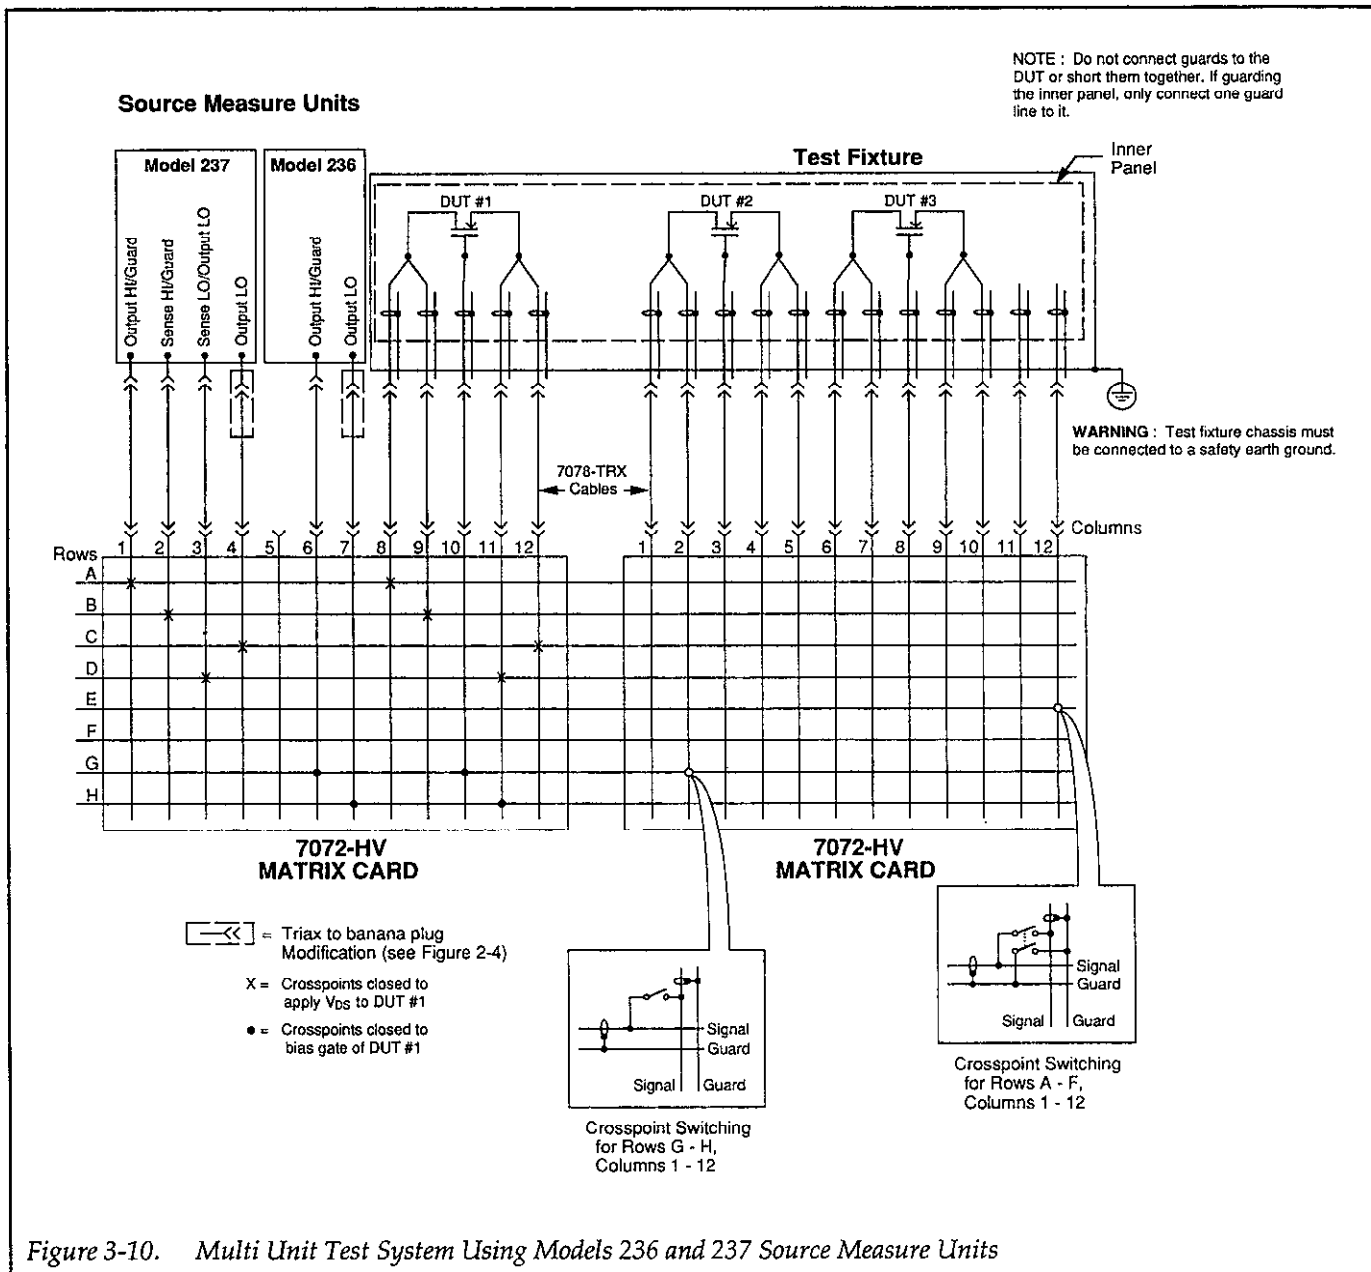 NOTE : Do not connect guards to the
DUT or short them together. If guarding
the inner panel, only connect one guard
line to it.
Source Measure Units
Model 237
Model 236
Test Fixture
Inner
Panel
DUT #1
DUT #2
DUT #3
Output HI/Guard
Sense HI/Guard
Sense LO/Output LO
Output LO
Output HI/Guard
Output LO
WARNING : Test fixture chassis must
be connected to a safety earth ground.
7078-TRX
Cables
Columns
Rows
1 2 3 4 5 6 7 8 9 10 11 12
1 2 3 4 5 6 7 8 9 10 11 12
A
B
C
D
E
F
G
H
7072-HV
MATRIX CARD
7072-HV
MATRIX CARD
= Triax to banana plug
Modification (see Figure 2-4)
X = Crosspoints closed to
apply VDS to DUT #1
● = Crosspoints closed to
bias gate of DUT #1
Signal
Guard
Signal Guard
Crosspoint Switching
for Rows G - H,
Columns 1 - 12
Signal
Guard
Signal Guard
Crosspoint Switching
for Rows A - F,
Columns 1 - 12
Figure 3-10. Multi Unit Test System Using Models 236 and 237 Source Measure Units